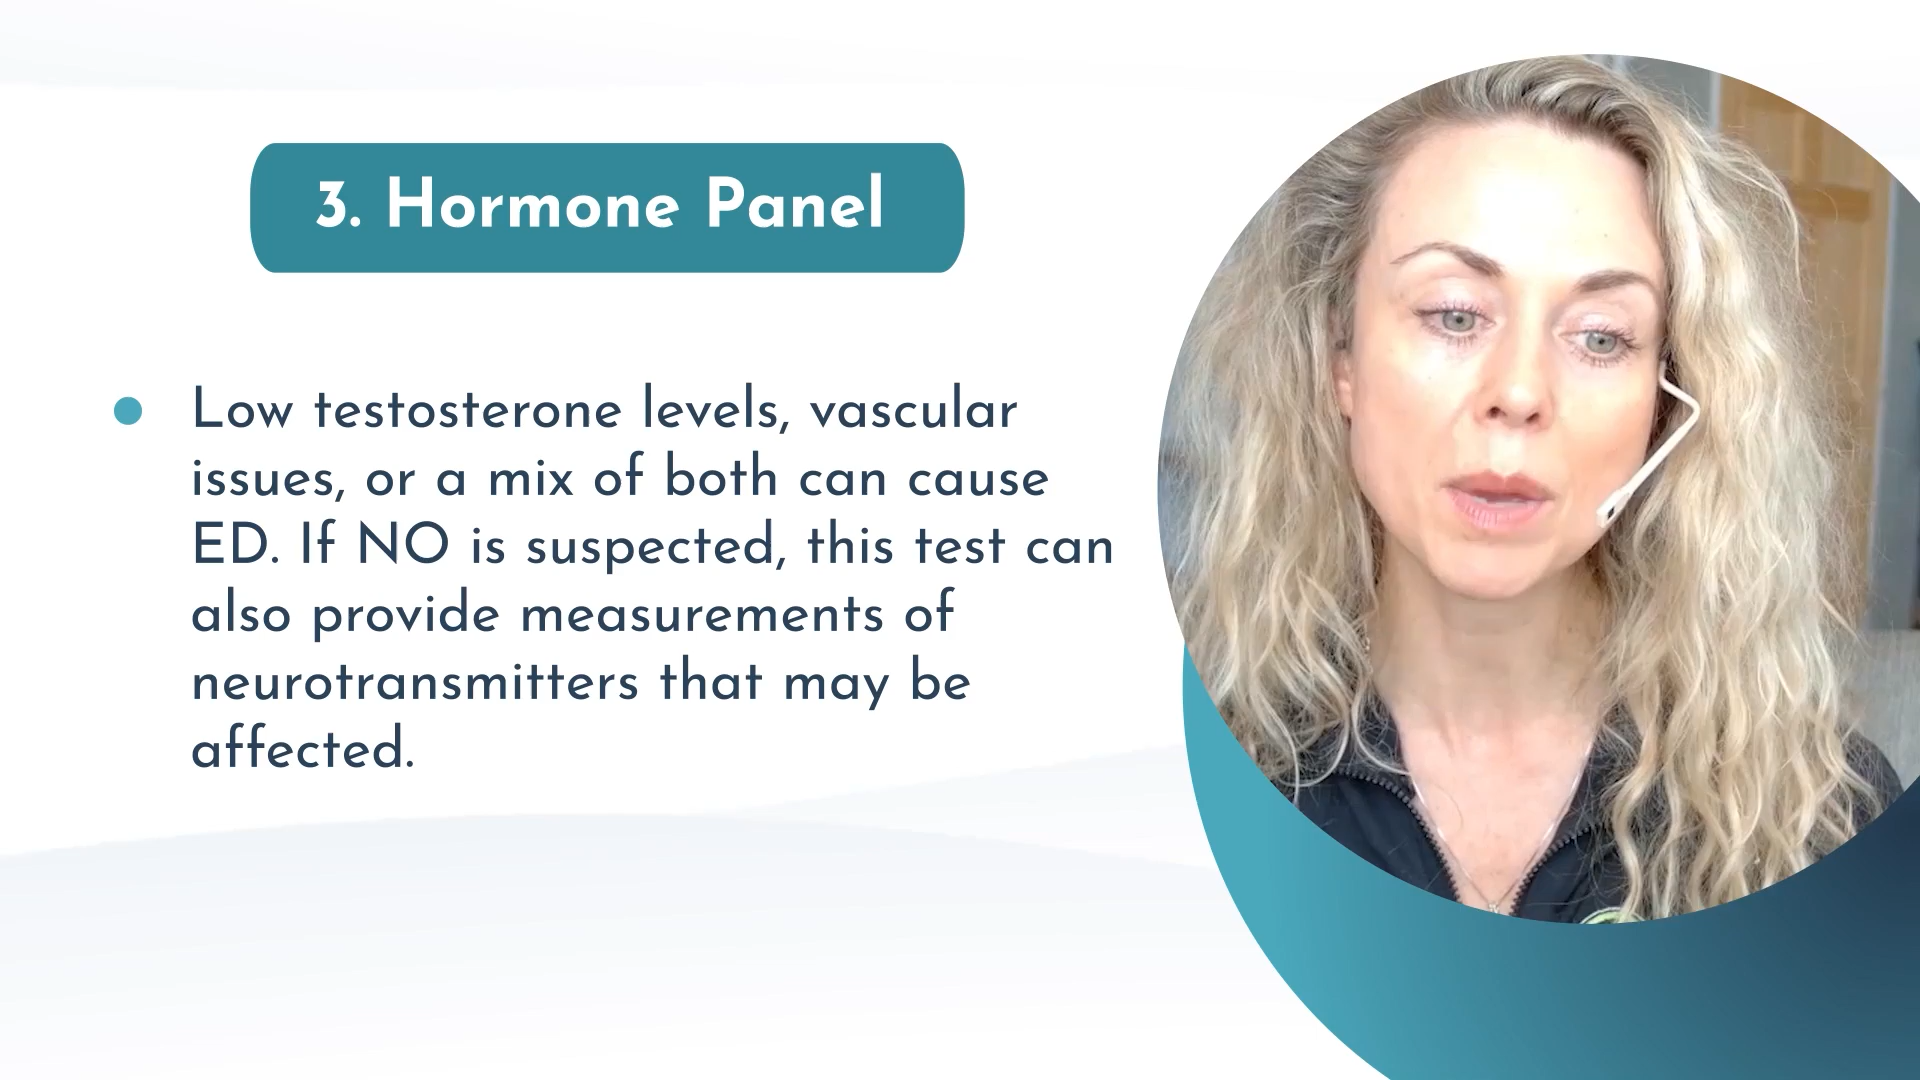 3. Hormone Panel
Low testosterone levels, vascular
issues, or a mix of both can cause
ED. If NO is suspected, this test can
also provide measurements of
neurotransmitters that may be
affected.